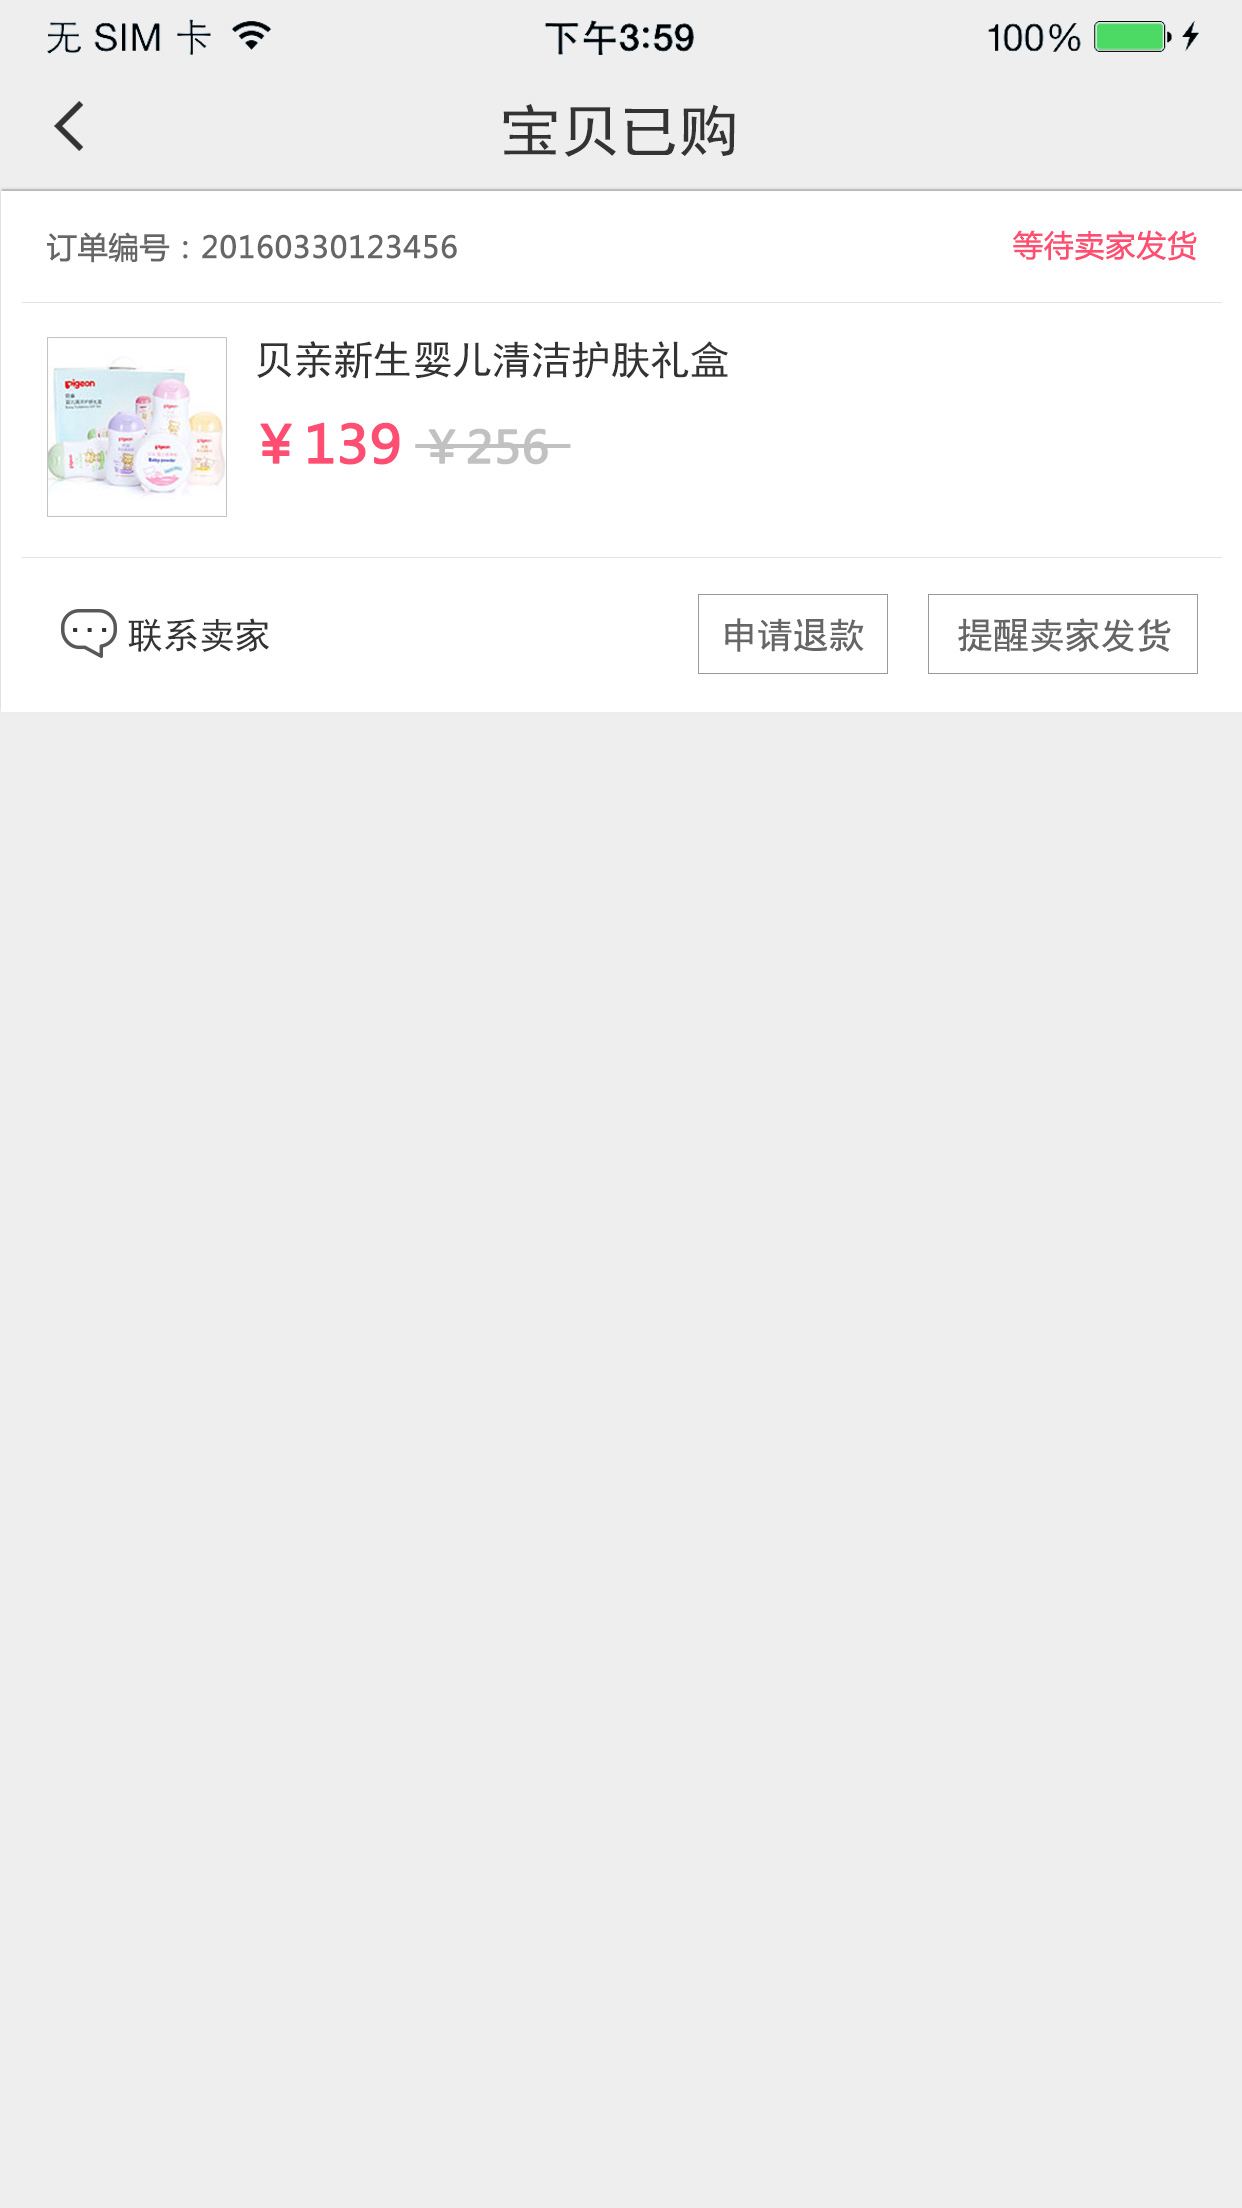 无 SIM 卡
下午3:59
100%
宝贝已购
订单编号：20160330123456
等待卖家发货
贝亲新生婴儿清洁护肤礼盒
¥139 ¥256
pigeon
Baby powder
联系卖家
申请退款
提醒卖家发货